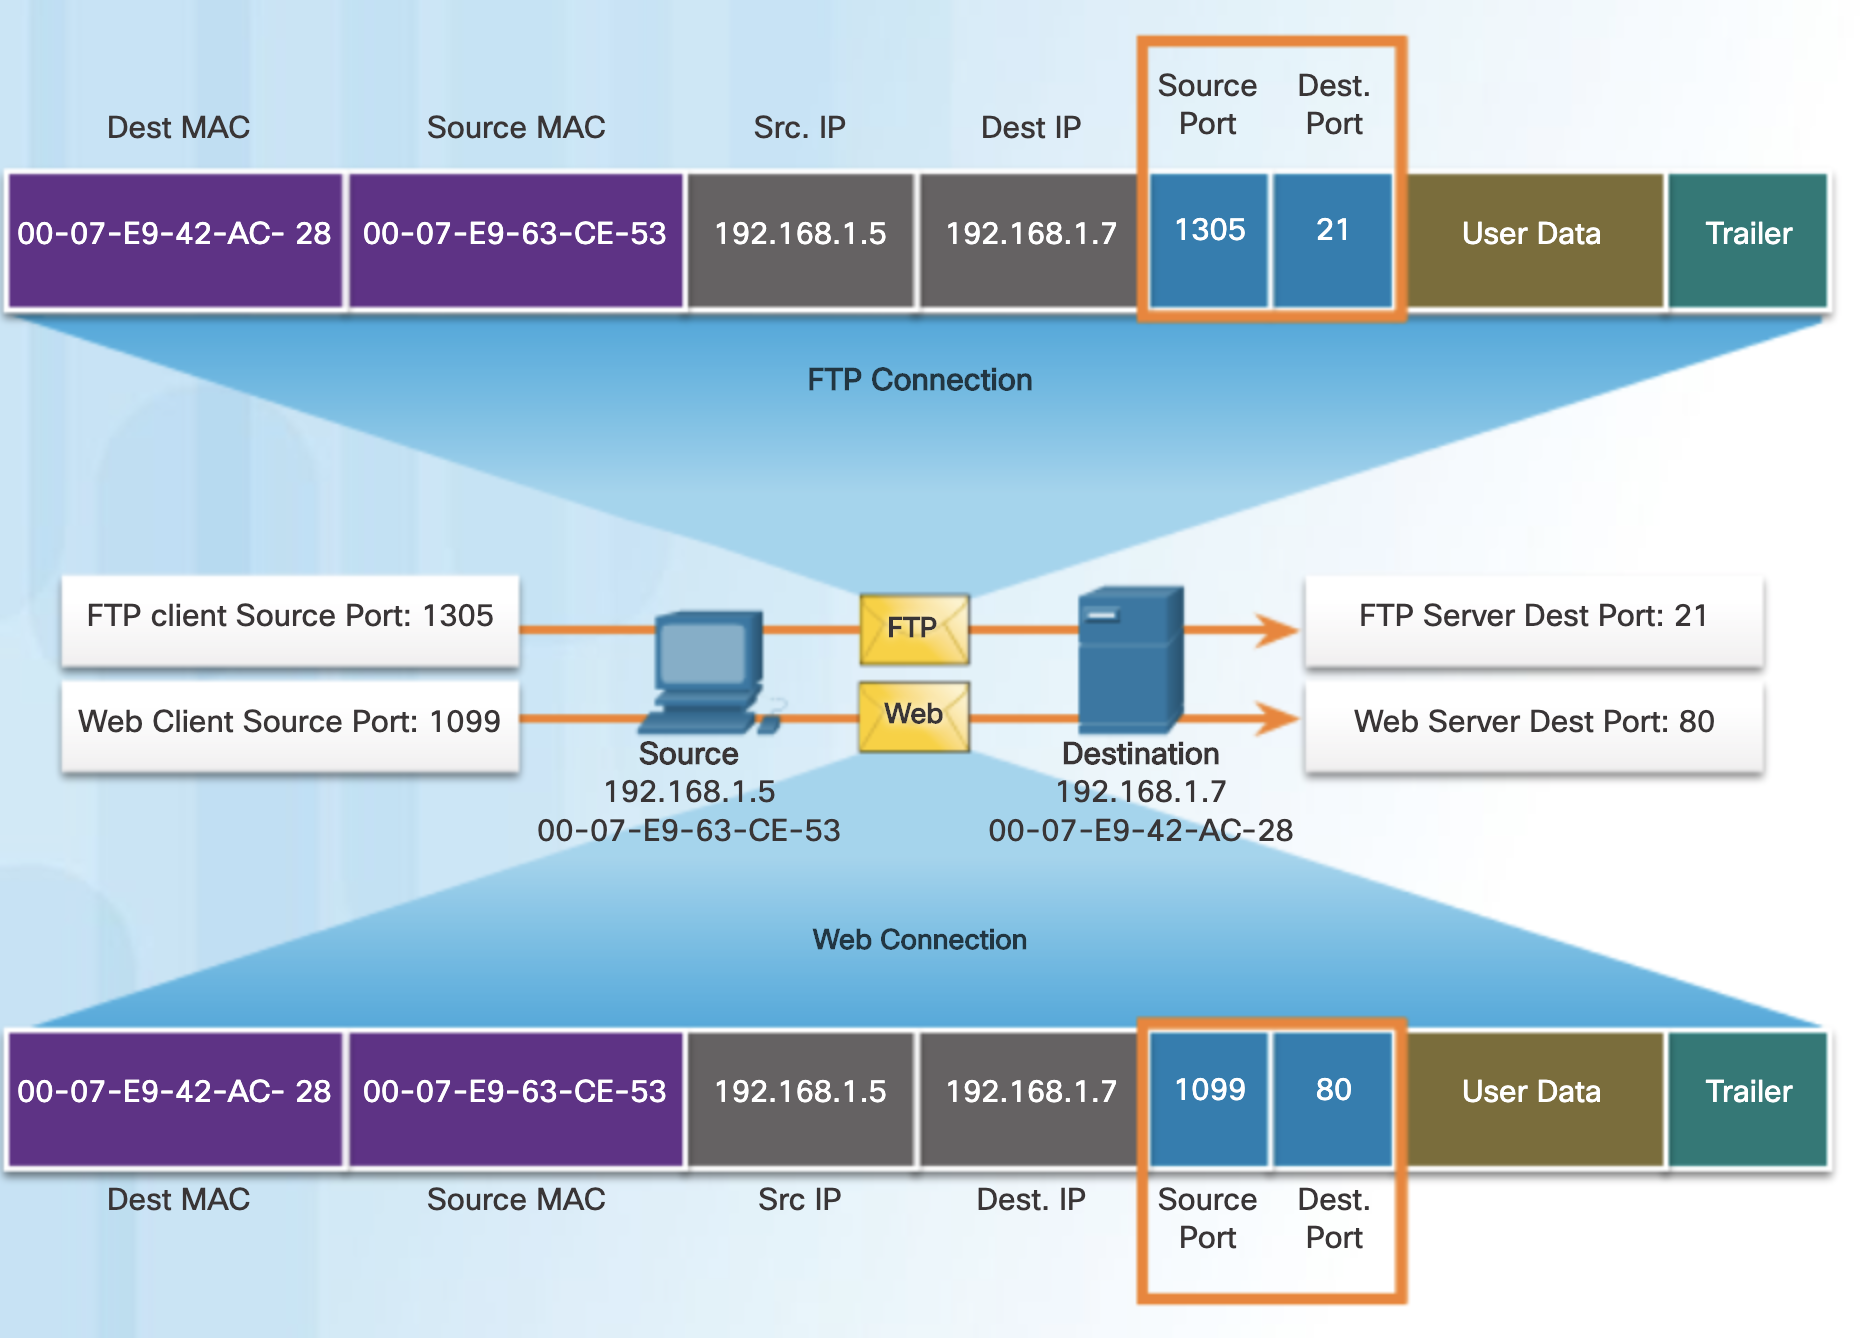 Dest MAC
Source MAC
Src. IP
Dest IP
Source
Port
Dest.
Port
00-07-E9-42-AC- 28
00-07-E9-63-CE-53
192.168.1.5
192.168.1.7
1305
21
User Data
Trailer
FTP Connection
FTP client Source Port: 1305
FTP
FTP Server Dest Port: 21
Web Client Source Port: 1099
Web
Web Server Dest Port: 80
Source
192.168.1.5
00-07-E9-63-CE-53
Destination
192.168.1.7
00-07-E9-42-AC-28
Web Connection
00-07-E9-42-AC- 28
00-07-E9-63-CE-53
192.168.1.5
192.168.1.7
1099
80
User Data
Trailer
Dest MAC
Source MAC
Src IP
Dest. IP
Source
Port
Dest.
Port